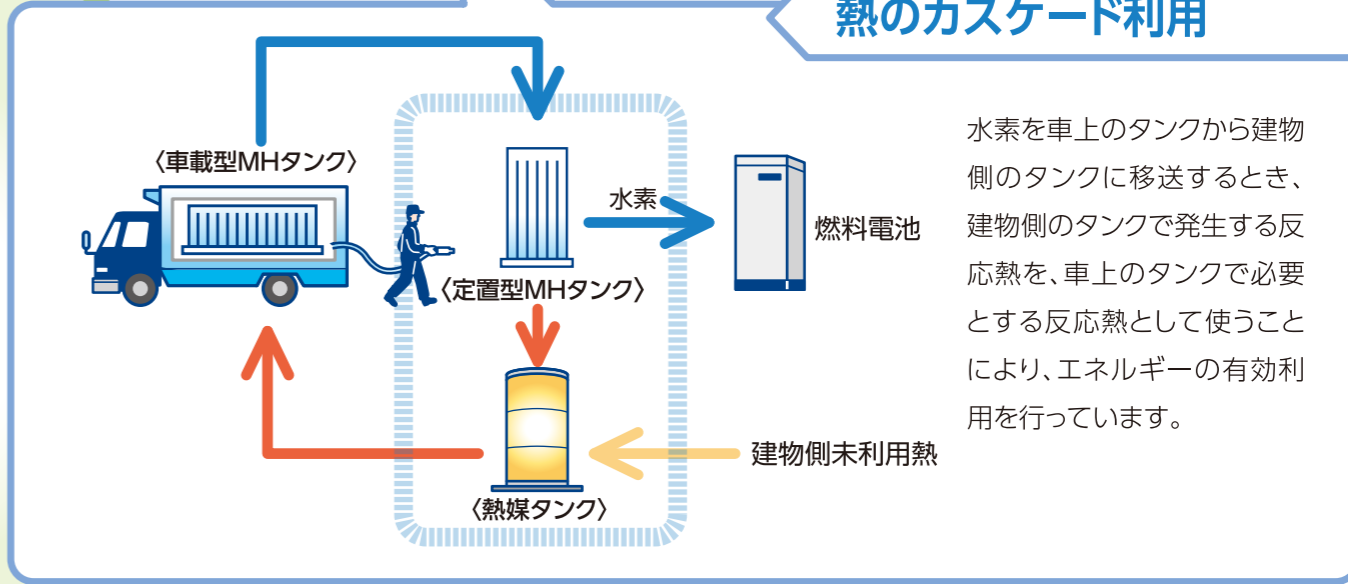 熱のカスケード利用
〈車載型MHタンク〉
水素
燃料電池
〈定置型MHタンク〉
建物側未利用熱
〈熱媒タンク〉
水素を車上のタンクから建物
側のタンクに移送するとき、
建物側のタンクで発生する反
応熱を、車上のタンクで必要
とする反応熱として使うこと
により、エネルギーの有効利
用を行っています。